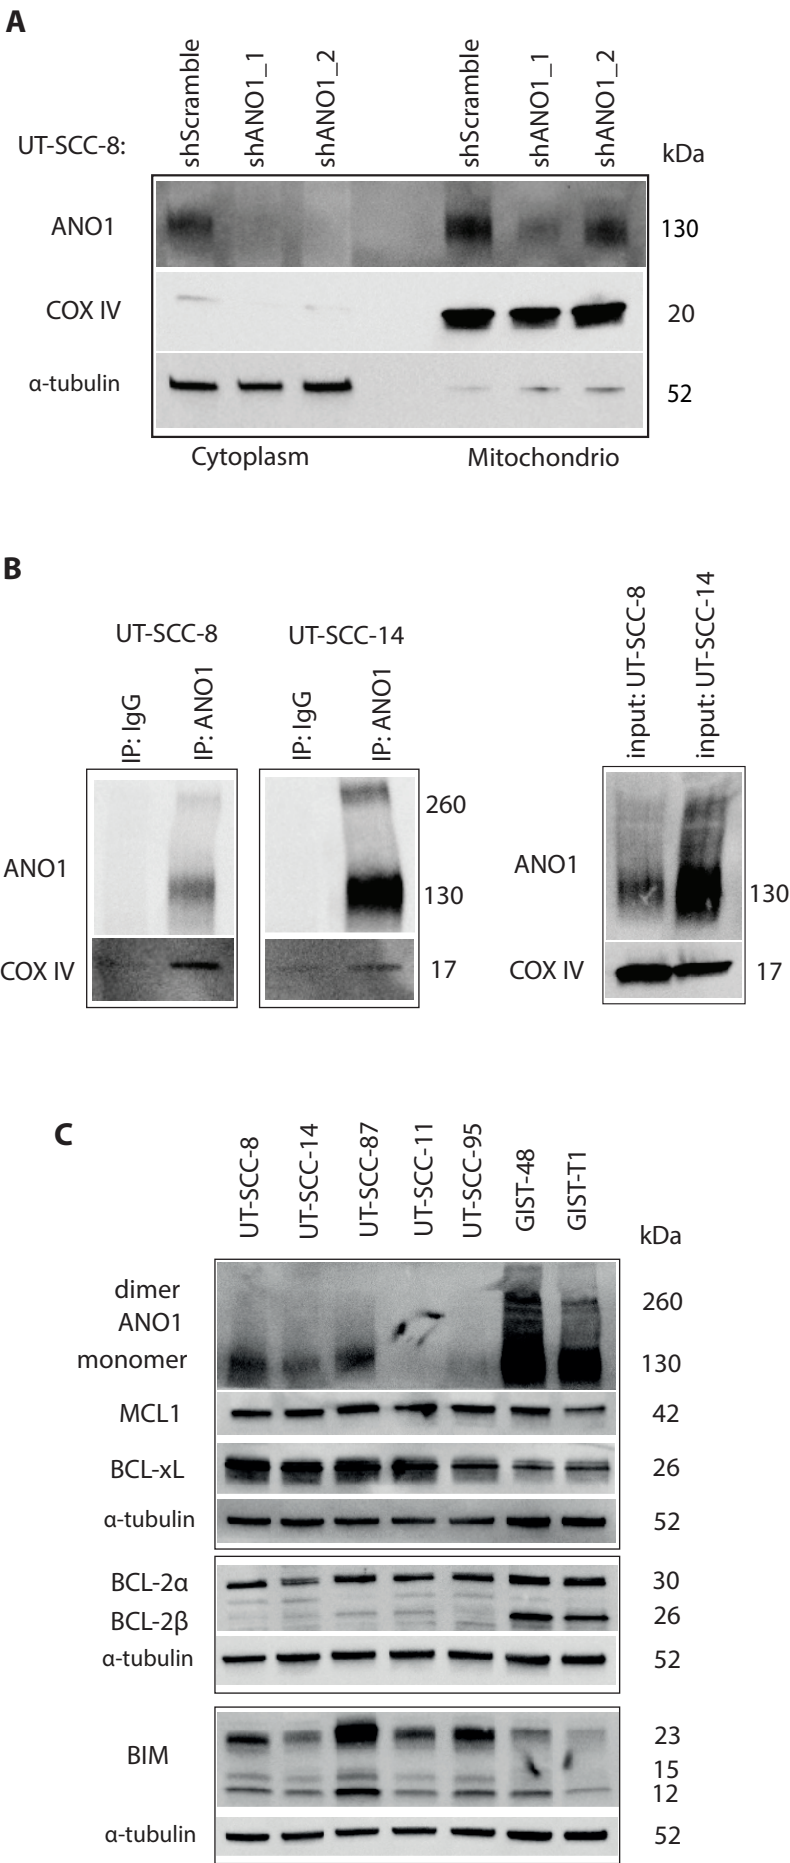 A
UT-SCC-8:
shScramble
shANO1_1
shANO1_2
shScramble
shANO1_1
shANO1_2
kDa
ANO1
130
COX IV
20
α-tubulin
52
Cytoplasm
Mitochondrio
B
UT-SCC-8
UT-SCC-14
IP: IgG
IP: ANO1
IP: IgG
IP: ANO1
input: UT-SCC-8
input: UT-SCC-14
260
ANO1
130
COX IV
17
ANO1
130
COX IV
17
C
UT-SCC-8
UT-SCC-14
UT-SCC-87
UT-SCC-11
UT-SCC-95
GIST-48
GIST-T1
kDa
dimer
260
ANO1
monomer
130
MCL1
42
BCL-xL
26
α-tubulin
52
BCL-2α
30
BCL-2β
26
α-tubulin
52
BIM
23
15
12
α-tubulin
52